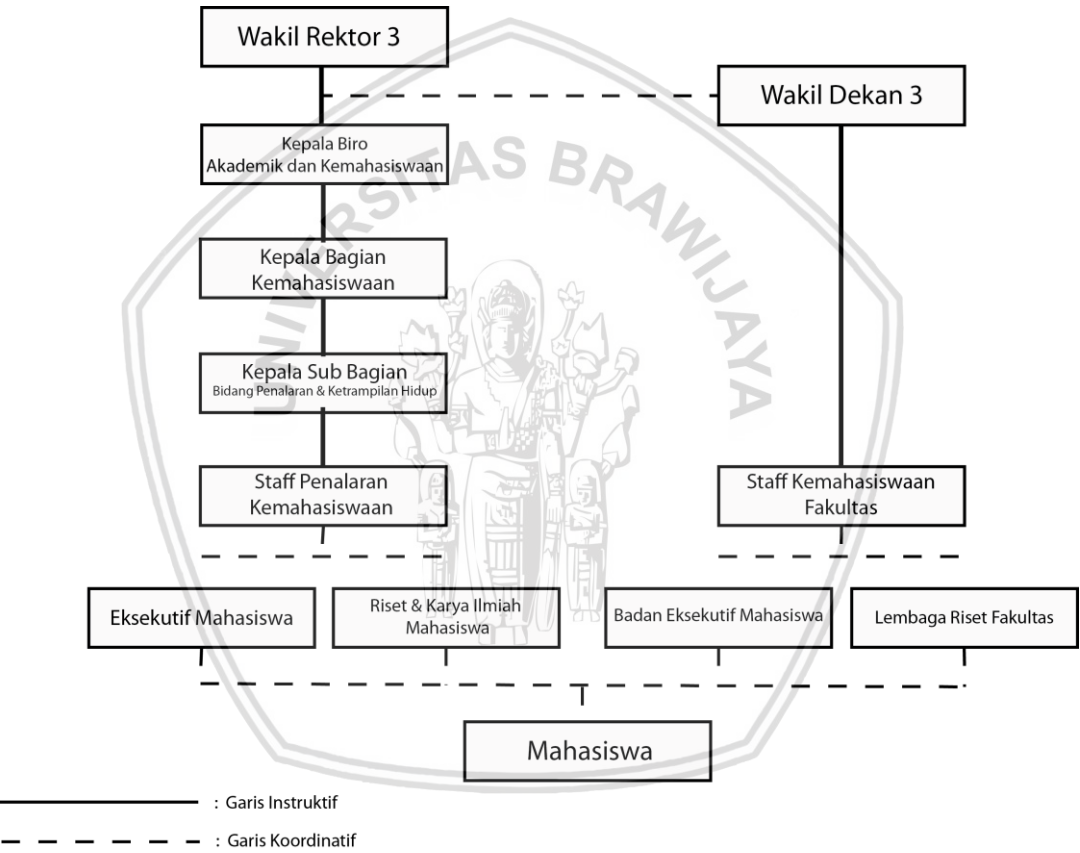 Wakil Rektor 3
Wakil Dekan 3
Kepala Biro
Akademik dan Kemahasiswaan
Kepala Bagian
Kemahasiswaan
Kepala Sub Bagian
Bidang Penalaran & Ketrampilan Hidup
Staff Penalaran
Kemahasiswaan
Staff Kemahasiswaan
Fakultas
Eksekutif Mahasiswa
Riset & Karya Ilmiah
Mahasiswa
Badan Eksekutif Mahasiswa
Lembaga Riset Fakultas
Mahasiswa
: Garis Instruktif
: Garis Koordinatif
UNIVERSITAS BRAWIJAYA